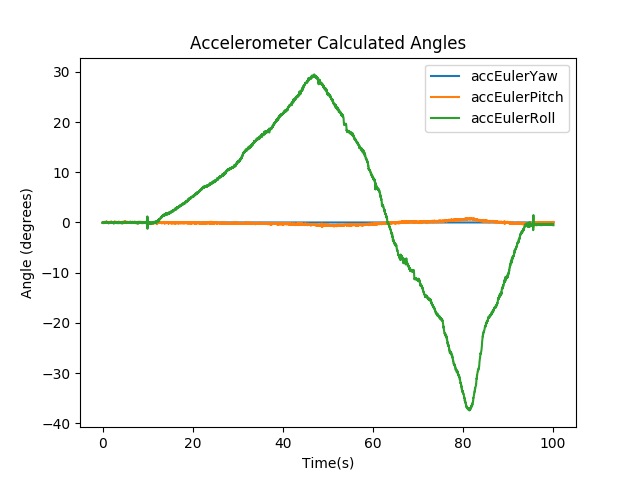 Accelerometer Calculated Angles
accEulerYaw
accEulerPitch
accEulerRoll
Angle (degrees)
30
20
10
0
−10
−20
−30
−40
0 20 40 60 80 100
Time(s)